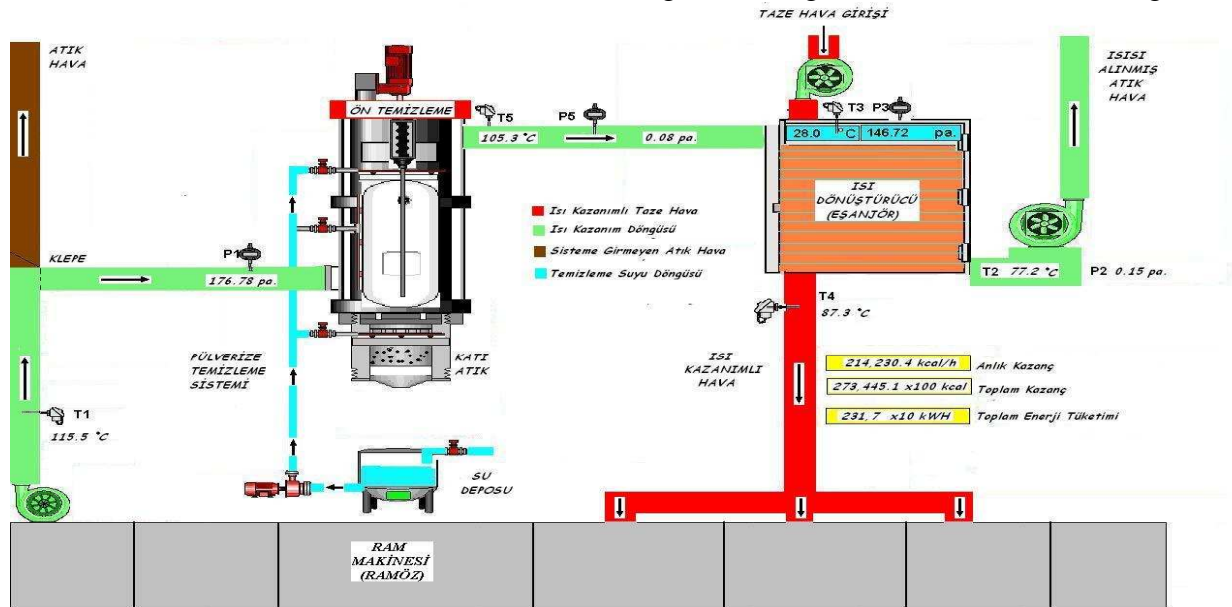 TAZE HAVA GİRİŞİ
ATIK
HAVA
ISISI
ALINMIŞ
ATIK
HAVA
ÖN TEMİZLEME
T5
P5
T3
P3
105.3 °C
0.08 pa.
28.0 °C
146.72 pa.
ISI
DÖNÜŞTÜRÜCÜ
(EŞANJÖR)
Isı Kazanımlı Taze Hava
Isı Kazanım Döngüsü
Sisteme Girmeyen Atık Hava
Temizleme Suyu Döngüsü
KLEPE
P1
176.78 pa.
T2 77.2 °C
P2 0.15 pa.
T4
87.3 °C
PÜLVERİZE
TEMİZLEME
SİSTEMİ
KATI
ATIK
ISI
KAZANIMLI
HAVA
214,230.4 kcal/h Anlık Kazanç
273,445.1 x100 kcal Toplam Kazanç
231,7 x10 kWH Toplam Enerji Tüketimi
T1
115.5 °C
SU
DEPOSU
RAM
MAKİNESİ
(RAMÖZ)